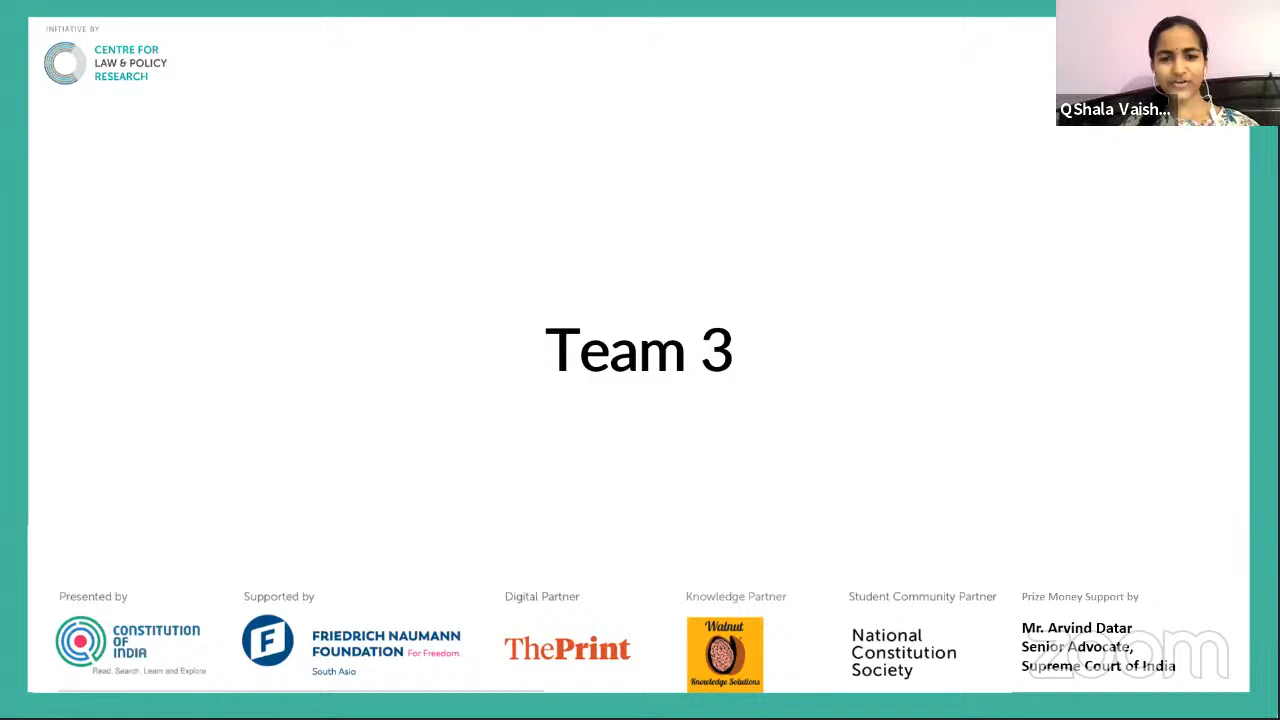 INITIATIVE BY
CENTRE FOR
LAW & POLICY
RESEARCH
QShala Vaish...
Team 3
Presented by
Supported by
Digital Partner
Knowledge Partner
Student Community Partner
Prize Money Support by
CONSTITUTION
OF
INDIA
Read, Search, Learn and Explore
F
FRIEDRICH NAUMANN
FOUNDATION For Freedom.
South Asia
ThePrint
Walnut
Knowledge Solutions
National
Constitution
Society
Mr. Arvind Datar
Senior Advocate,
Supreme Court of India
zoom